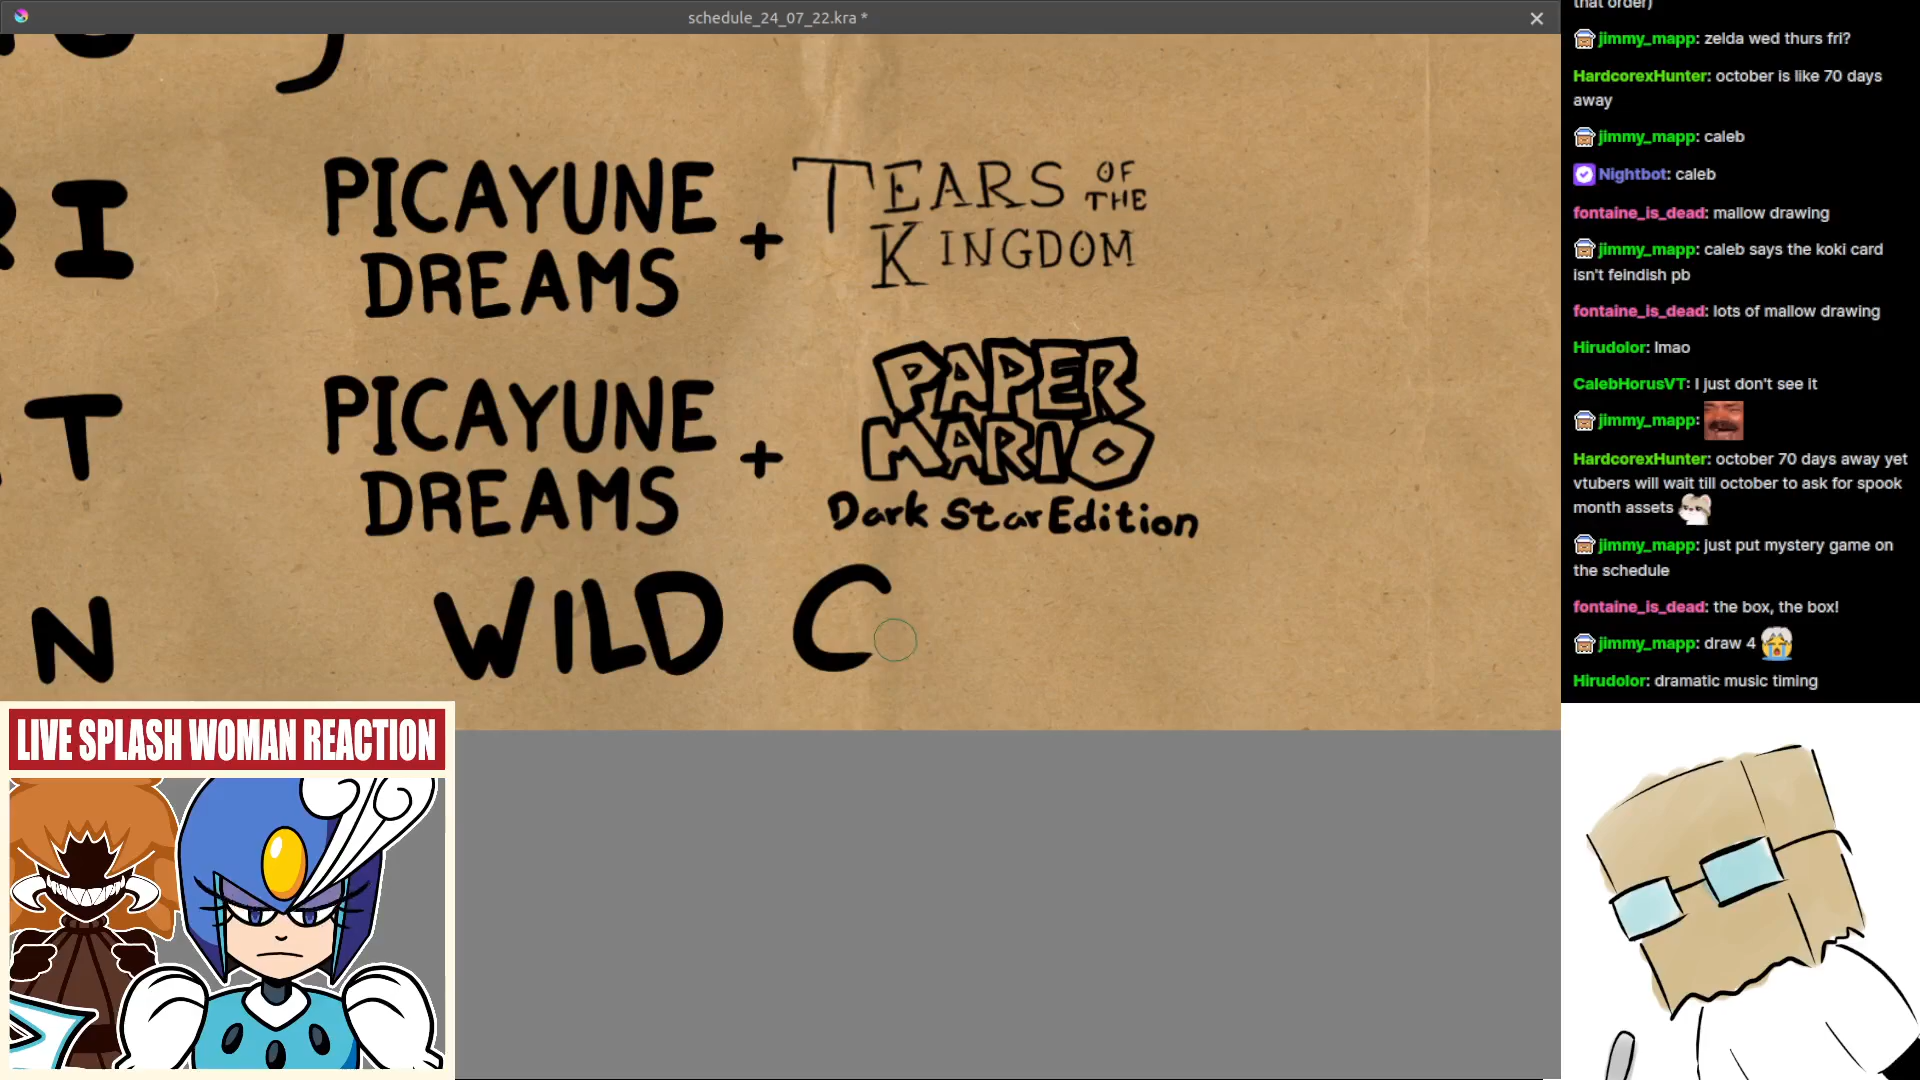 schedule_24_07_22.kra *
RI
PICAYUNE
DREAMS
+
TEARS OF THE
KINGDOM
T
PICAYUNE
DREAMS
+
PAPER
MARIO
Dark Star Edition
N
WILD C
LIVE SPLASH WOMAN REACTION
that order)
jimmy_mapp: zelda wed thurs fri?
HardcorexHunter: october is like 70 days
away
jimmy_mapp: caleb
Nightbot: caleb
fontaine_is_dead: mallow drawing
jimmy_mapp: caleb says the koki card
isn't feindish pb
fontaine_is_dead: lots of mallow drawing
Hirudolor: lmao
CalebHorusVT: I just don't see it
jimmy_mapp:
HardcorexHunter: october 70 days away yet
vtubers will wait till october to ask for spook
month assets
jimmy_mapp: just put mystery game on
the schedule
fontaine_is_dead: the box, the box!
jimmy_mapp: draw 4
Hirudolor: dramatic music timing